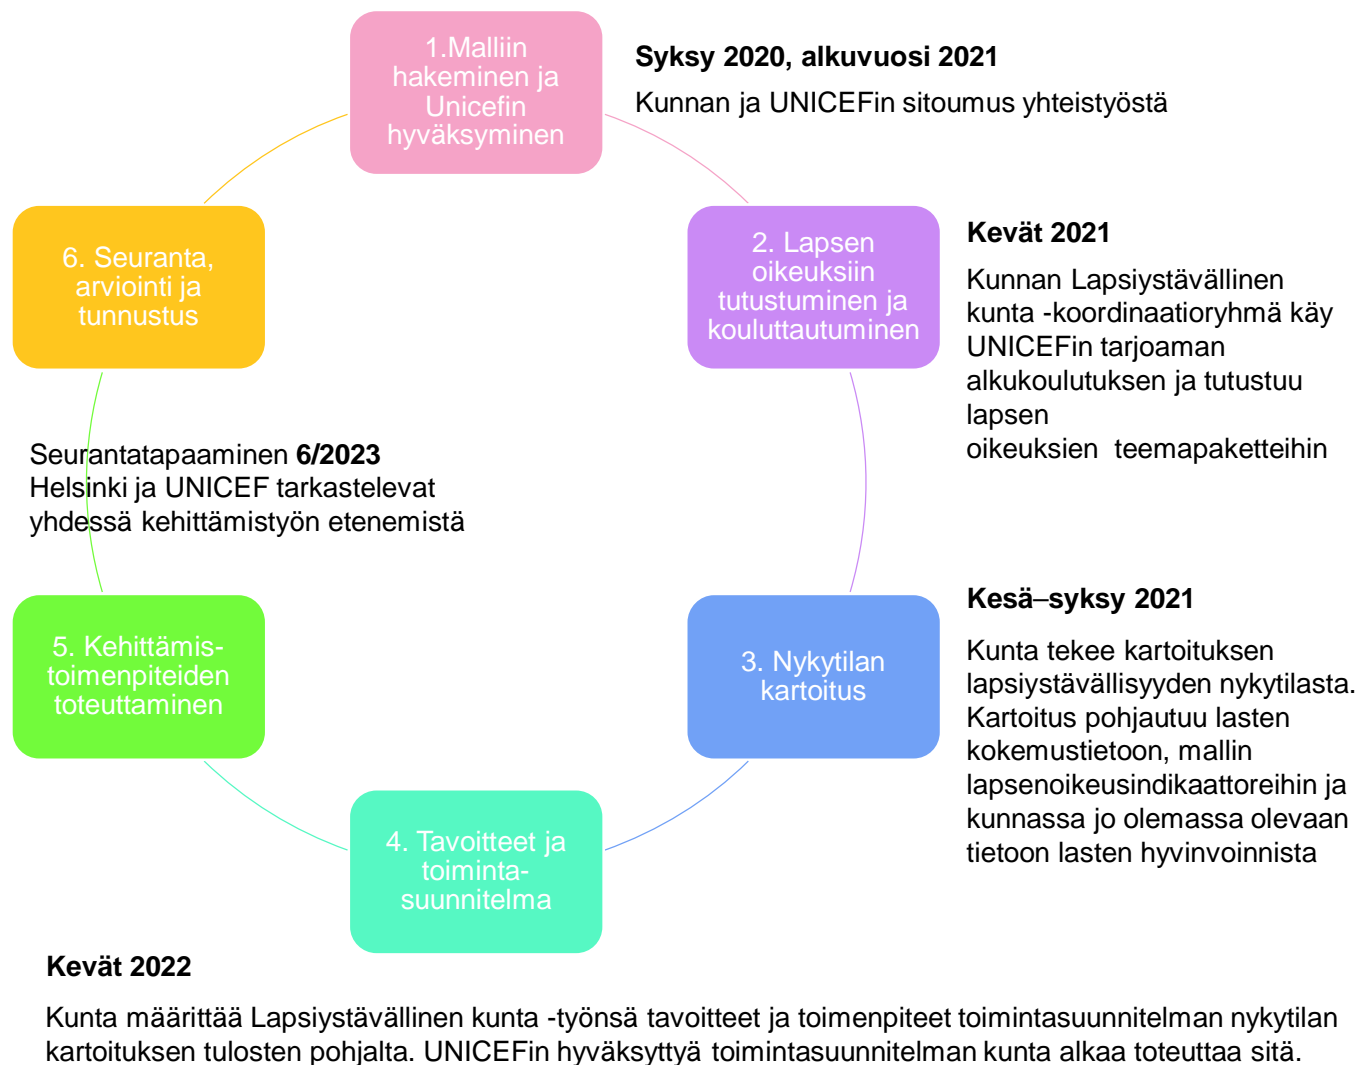 1.Malliin
hakeminen ja
Unicefin
hyväksyminen
Syksy 2020, alkuvuosi 2021
Kunnan ja UNICEFin sitoumus yhteistyöstä
2. Lapsen
oikeuksiin
tutustuminen ja
kouluttautuminen
Kevät 2021
Kunnan Lapsiystävällinen
kunta -koordinaatioryhmä käy
UNICEFin tarjoaman
alkukoulutuksen ja tutustuu
lapsen
oikeuksien teemapaketteihin
3. Nykytilan
kartoitus
Kesä–syksy 2021
Kunta tekee kartoituksen
lapsiystävällisyyden nykytilasta.
Kartoitus pohjautuu lasten
kokemustietoon, mallin
lapsenoikeusindikaattoreihin ja
kunnassa jo olemassa olevaan
tietoon lasten hyvinvoinnista
4. Tavoitteet ja
toiminta-
suunnitelma
Kevät 2022
Kunta määrittää Lapsiystävällinen kunta -työnsä tavoitteet ja toimenpiteet toimintasuunnitelman nykytilan
kartoituksen tulosten pohjalta. UNICEFin hyväksyttyä toimintasuunnitelman kunta alkaa toteuttaa sitä.
5. Kehittämis-
toimenpiteiden
toteuttaminen
Seurantatapaaminen 6/2023
Helsinki ja UNICEF tarkastelevat
yhdessä kehittämistyön etenemistä
6. Seuranta,
arviointi ja
tunnustus